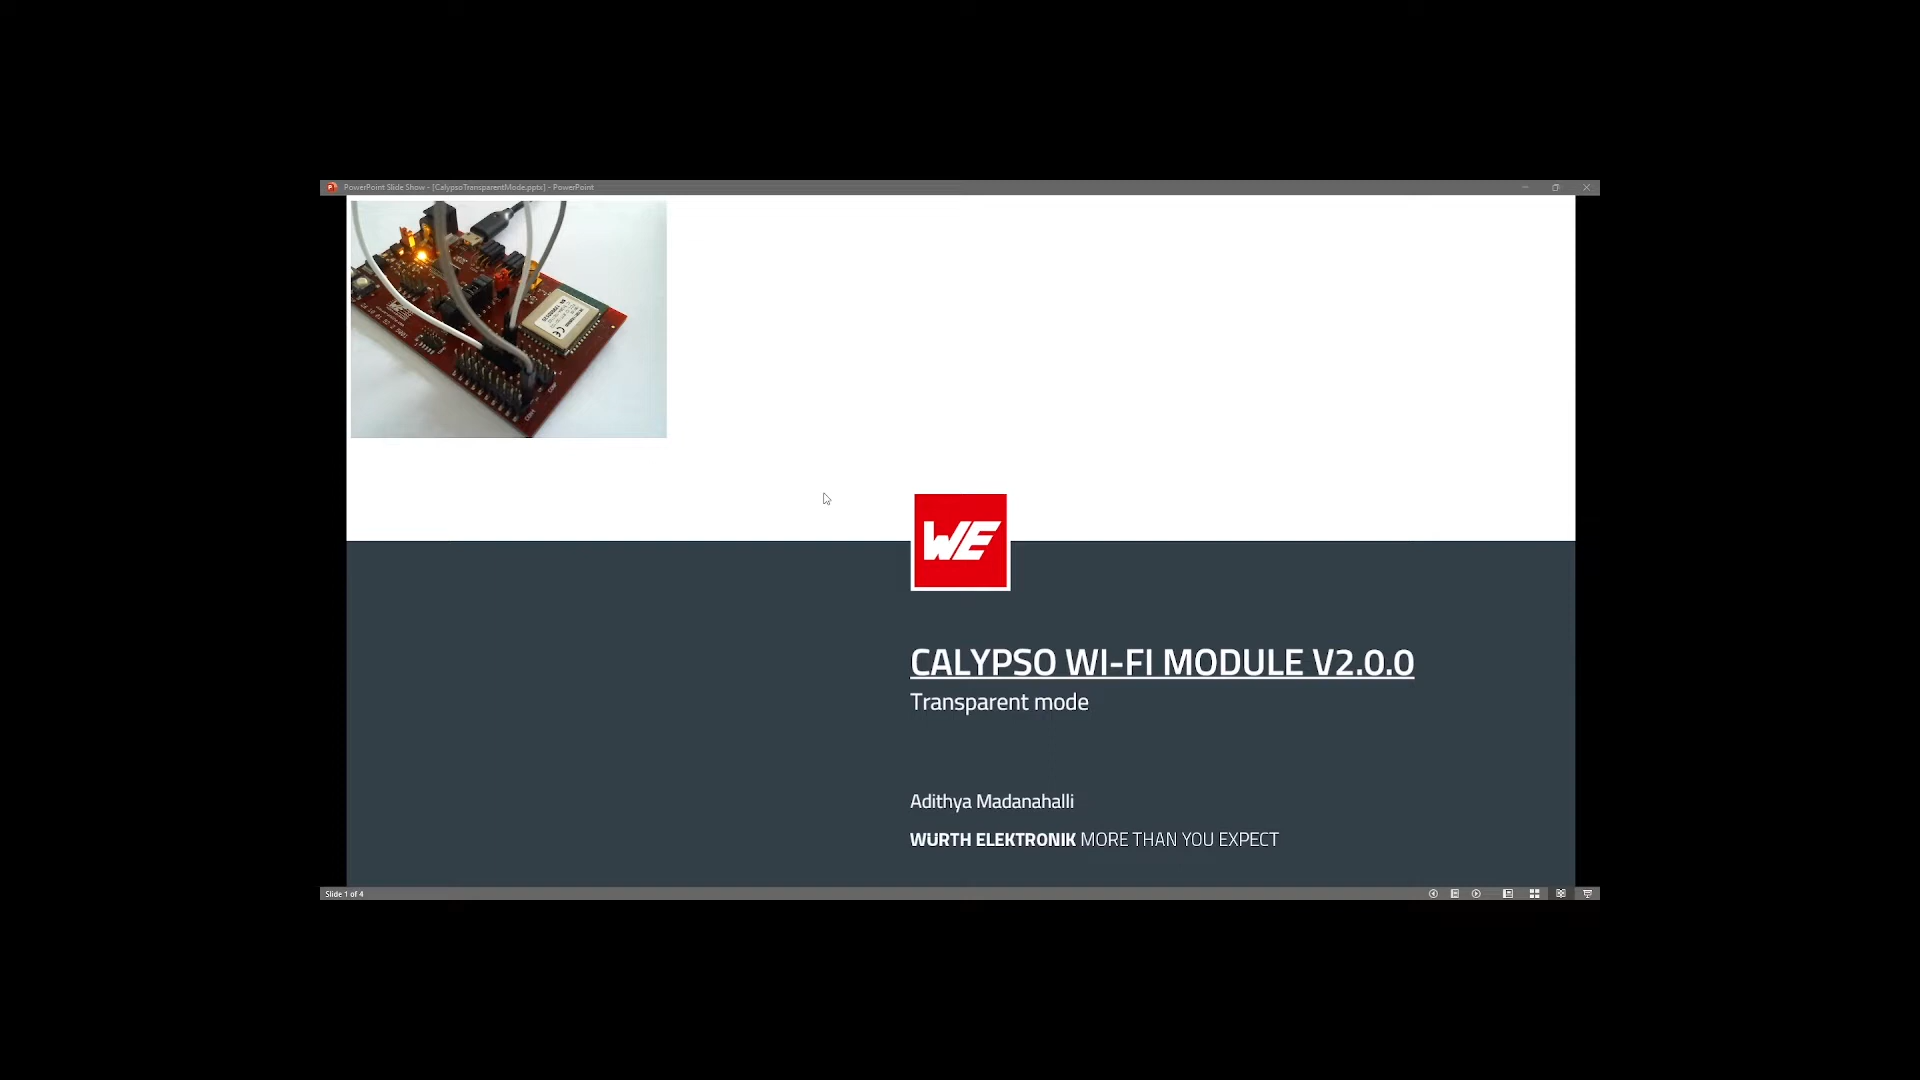 PowerPoint Slide Show - [CalypsoTransparentMode.pptx] - PowerPoint
WE
CALYPSO WI-FI MODULE V2.0.0
Transparent mode
Adithya Madanahalli
WÜRTH ELEKTRONIK MORE THAN YOU EXPECT
Slide 1 of 4